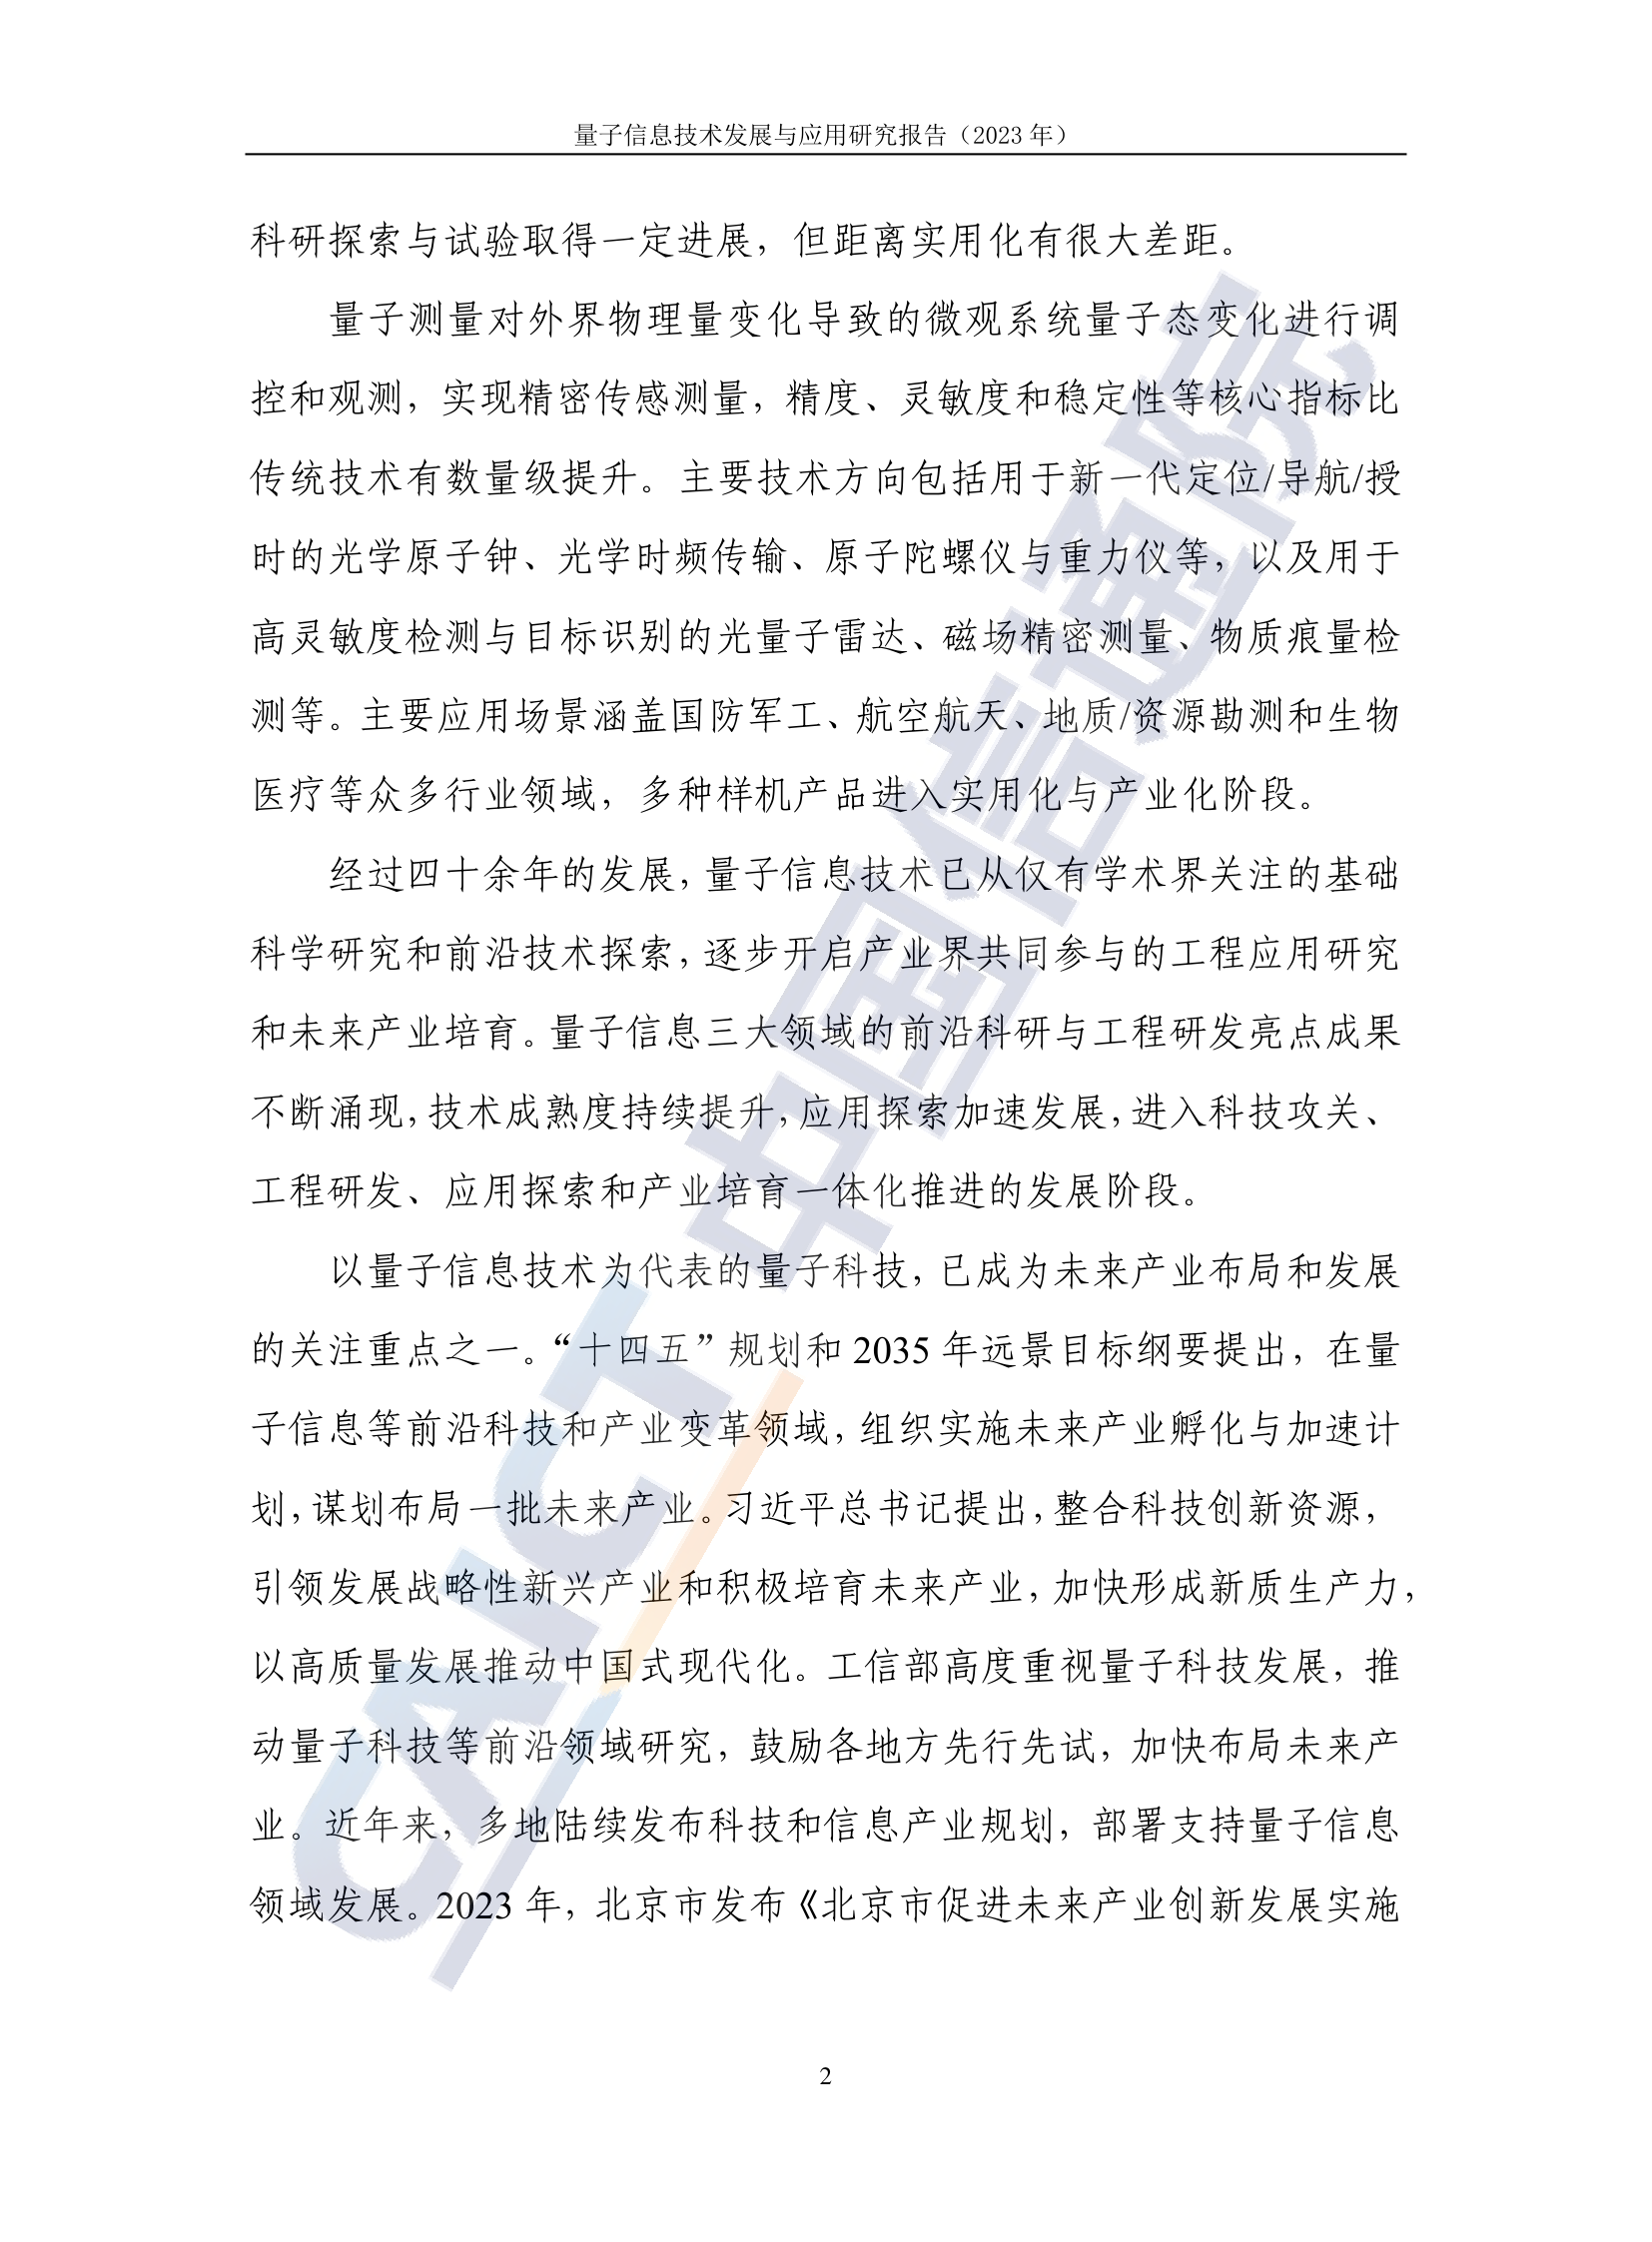 量子信息技术发展与应用研究报告（2023 年）
科研探索与试验取得一定进展，但距离实用化有很大差距。
量子测量对外界物理量变化导致的微观系统量子态变化进行调
控和观测，实现精密传感测量，精度、灵敏度和稳定性等核心指标比
传统技术有数量级提升。主要技术方向包括用于新一代定位/导航/授
时的光学原子钟、光学时频传输、原子陀螺仪与重力仪等，以及用于
高灵敏度检测与目标识别的光量子雷达、磁场精密测量、物质痕量检
测等。主要应用场景涵盖国防军工、航空航天、地质/资源勘测和生物
医疗等众多行业领域，多种样机产品进入实用化与产业化阶段。
经过四十余年的发展，量子信息技术已从仅有学术界关注的基础
科学研究和前沿技术探索，逐步开启产业界共同参与的工程应用研究
和未来产业培育。量子信息三大领域的前沿科研与工程研发亮点成果
不断涌现，技术成熟度持续提升，应用探索加速发展，进入科技攻关、
工程研发、应用探索和产业培育一体化推进的发展阶段。
以量子信息技术为代表的量子科技，已成为未来产业布局和发展
的关注重点之一。“十四五”规划和 2035 年远景目标纲要提出，在量
子信息等前沿科技和产业变革领域，组织实施未来产业孵化与加速计
划，谋划布局一批未来产业。习近平总书记提出，整合科技创新资源，
引领发展战略性新兴产业和积极培育未来产业，加快形成新质生产力，
以高质量发展推动中国式现代化。工信部高度重视量子科技发展，推
动量子科技等前沿领域研究，鼓励各地方先行先试，加快布局未来产
业。近年来，多地陆续发布科技和信息产业规划，部署支持量子信息
领域发展。2023 年，北京市发布《北京市促进未来产业创新发展实施
2
CAICT 中国信通院